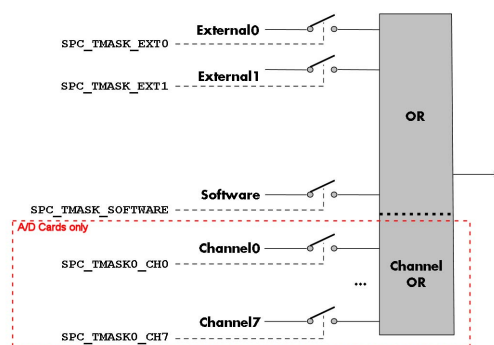 External0
SPC_TMASK_EXT0
External1
SPC_TMASK_EXT1
OR
Software
SPC_TMASK_SOFTWARE
A/D Cards only
Channel0
SPC_TMASK0_CH0
Channel
OR
...
Channel7
SPC_TMASK0_CH7